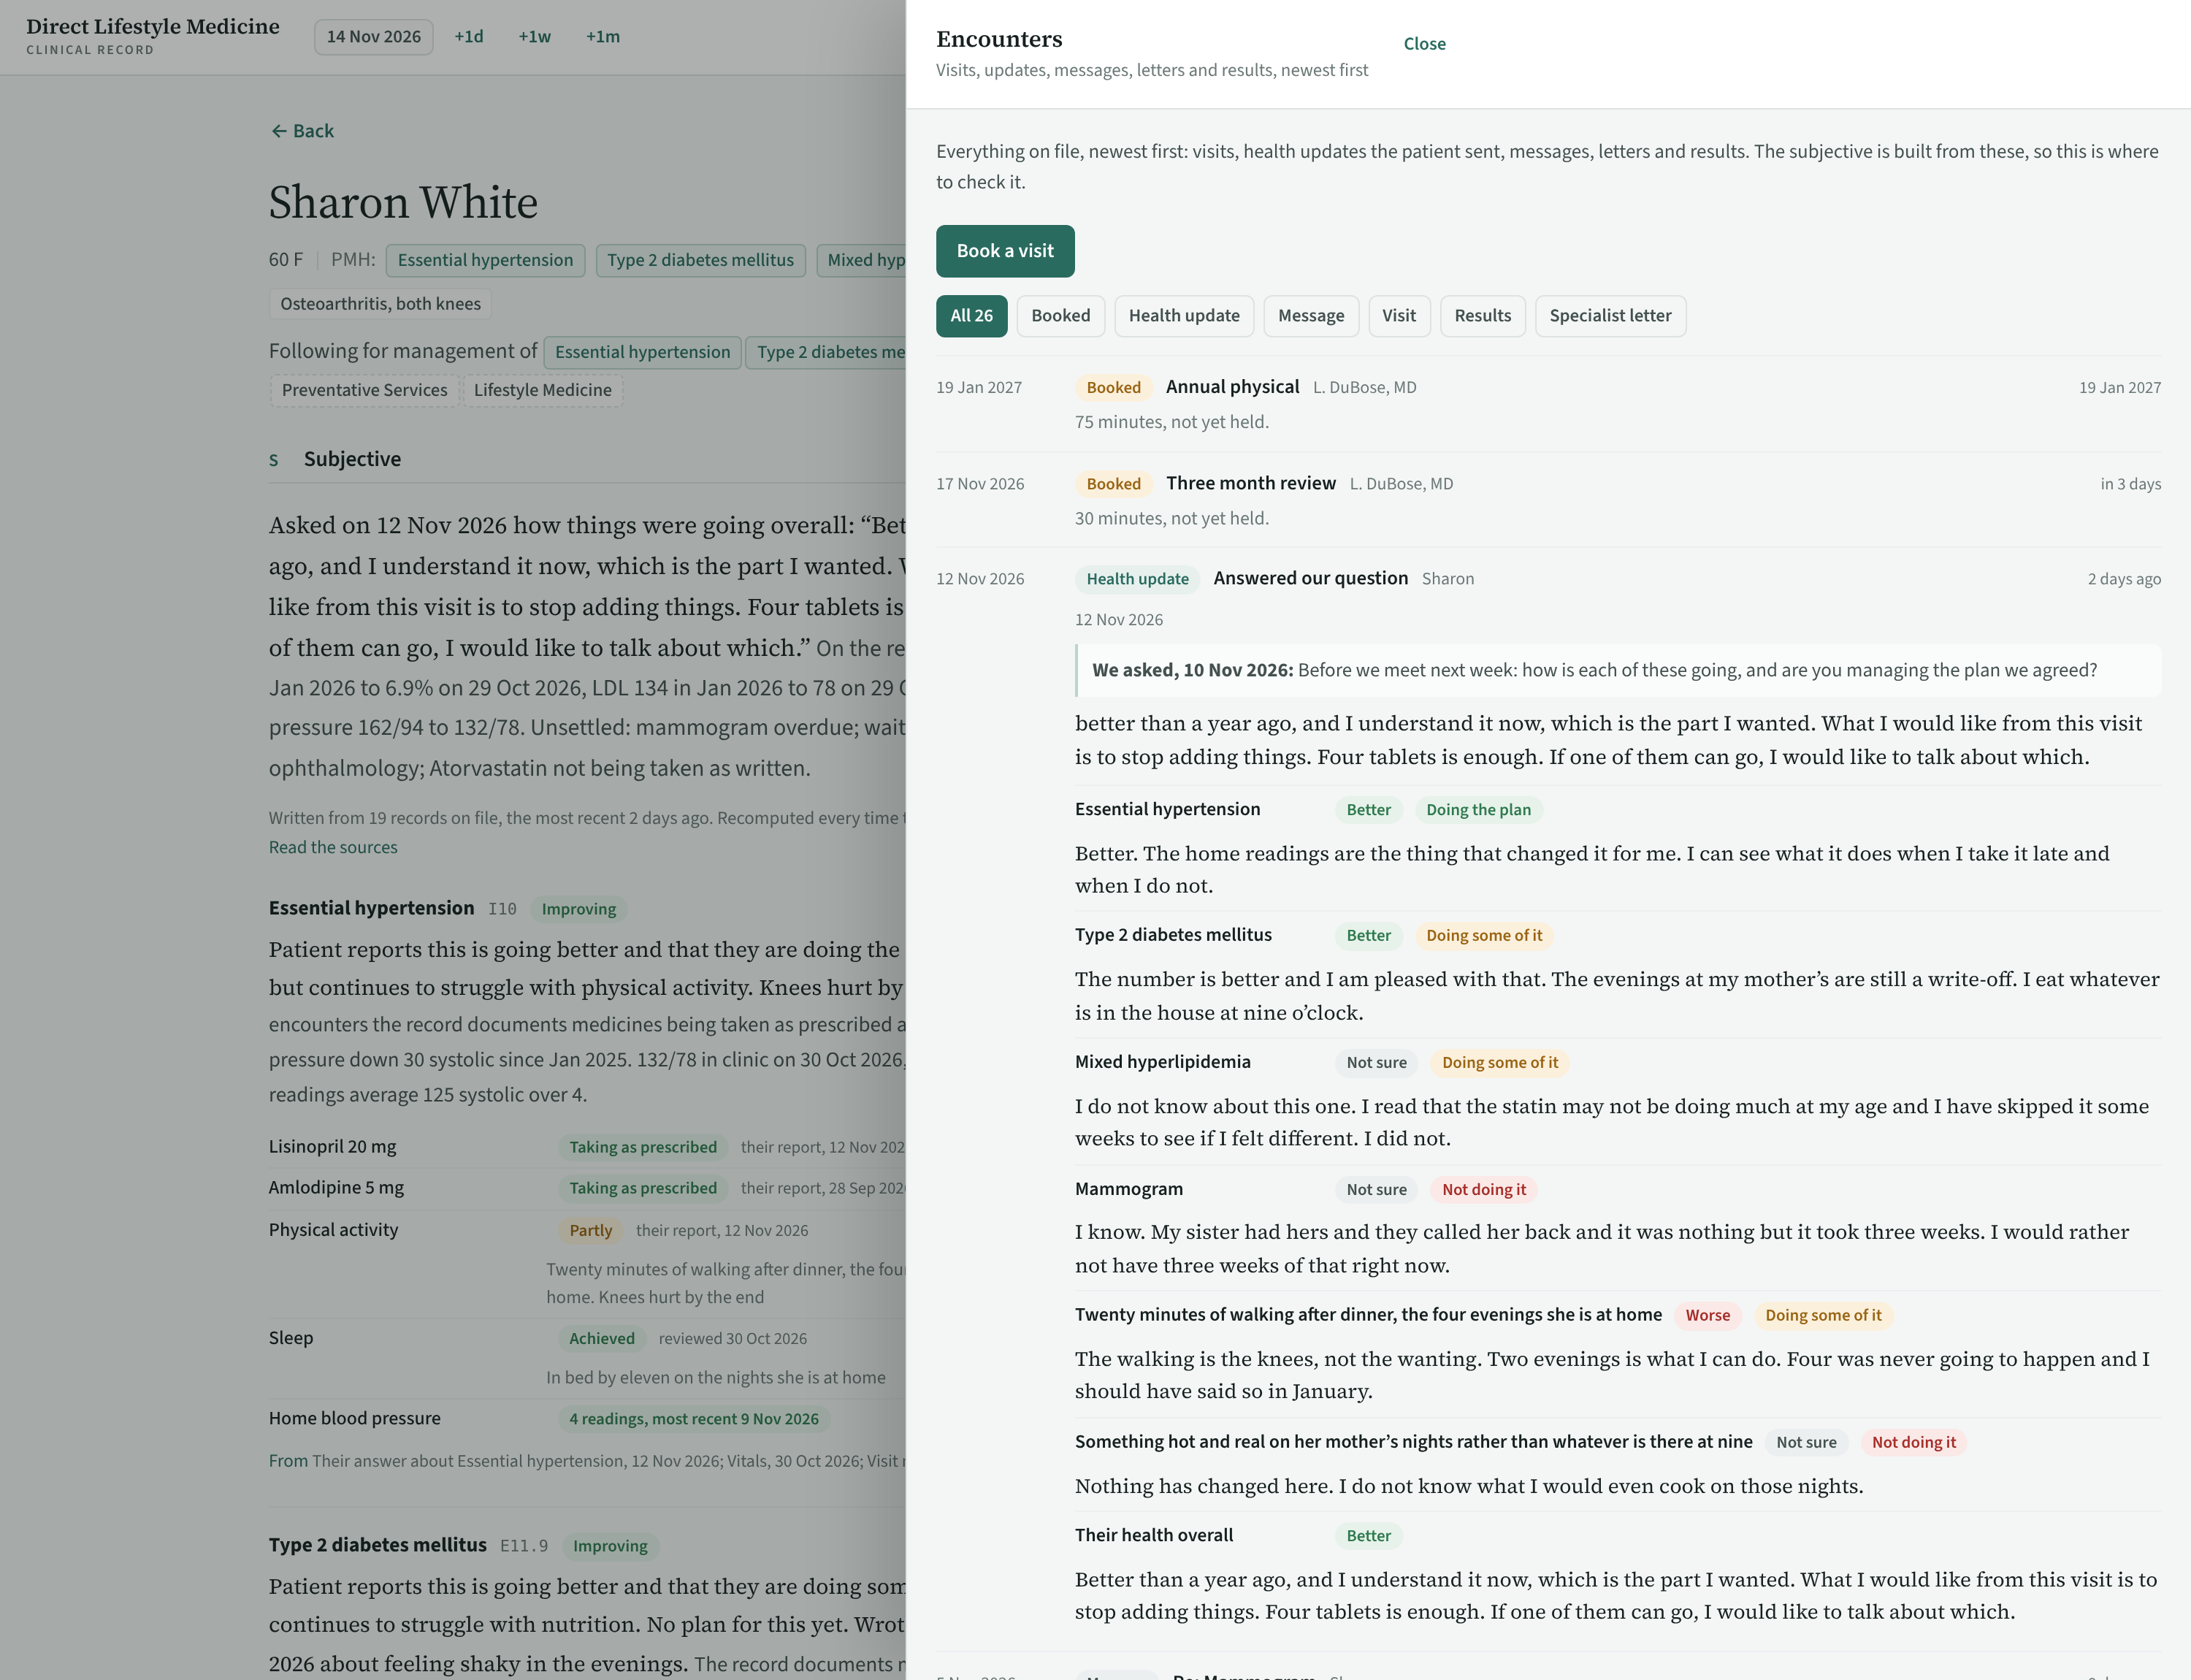 Direct Lifestyle Medicine
CLINICAL RECORD
14 Nov 2026 +1d +1w +1m
← Back
Sharon White
60 F | PMH: Essential hypertension Type 2 diabetes mellitus Mixed hyp
Osteoarthritis, both knees
Following for management of Essential hypertension Type 2 diabetes me
Preventative Services Lifestyle Medicine
S Subjective
Asked on 12 Nov 2026 how things were going overall: “Bet
ago, and I understand it now, which is the part I wanted.
like from this visit is to stop adding things. Four tablets is
of them can go, I would like to talk about which.” On the re
Jan 2026 to 6.9% on 29 Oct 2026, LDL 134 in Jan 2026 to 78 on 29
pressure 162/94 to 132/78. Unsettled: mammogram overdue; wait
ophthalmology; Atorvastatin not being taken as written.
Written from 19 records on file, the most recent 2 days ago. Recomputed every time
Read the sources
Essential hypertension I10 Improving
Patient reports this is going better and that they are doing the
but continues to struggle with physical activity. Knees hurt by
encounters the record documents medicines being taken as prescribed a
pressure down 30 systolic since Jan 2025. 132/78 in clinic on 30 Oct 2026,
readings average 125 systolic over 4.
Lisinopril 20 mg Taking as prescribed their report, 12 Nov 202
Amlodipine 5 mg Taking as prescribed their report, 28 Sep 202
Physical activity Partly their report, 12 Nov 2026
Twenty minutes of walking after dinner, the fou
home. Knees hurt by the end
Sleep Achieved reviewed 30 Oct 2026
In bed by eleven on the nights she is at home
Home blood pressure 4 readings, most recent 9 Nov 2026
From Their answer about Essential hypertension, 12 Nov 2026; Vitals, 30 Oct 2026; Visit
Type 2 diabetes mellitus E11.9 Improving
Patient reports this is going better and that they are doing som
continues to struggle with nutrition. No plan for this yet. Wrot
2026 about feeling shaky in the evenings. The record documents
Encounters
Close
Visits, updates, messages, letters and results, newest first
Everything on file, newest first: visits, health updates the patient sent, messages, letters and results. The subjective is built from these, so this is where
to check it.
Book a visit
All 26 Booked Health update Message Visit Results Specialist letter
19 Jan 2027 Booked Annual physical L. DuBose, MD 19 Jan 2027
75 minutes, not yet held.
17 Nov 2026 Booked Three month review L. DuBose, MD in 3 days
30 minutes, not yet held.
12 Nov 2026 Health update Answered our question Sharon 2 days ago
12 Nov 2026
We asked, 10 Nov 2026: Before we meet next week: how is each of these going, and are you managing the plan we agreed?
better than a year ago, and I understand it now, which is the part I wanted. What I would like from this visit
is to stop adding things. Four tablets is enough. If one of them can go, I would like to talk about which.
Essential hypertension Better Doing the plan
Better. The home readings are the thing that changed it for me. I can see what it does when I take it late and
when I do not.
Type 2 diabetes mellitus Better Doing some of it
The number is better and I am pleased with that. The evenings at my mother’s are still a write-off. I eat whatever
is in the house at nine o’clock.
Mixed hyperlipidemia Not sure Doing some of it
I do not know about this one. I read that the statin may not be doing much at my age and I have skipped it some
weeks to see if I felt different. I did not.
Mammogram Not sure Not doing it
I know. My sister had hers and they called her back and it was nothing but it took three weeks. I would rather
not have three weeks of that right now.
Twenty minutes of walking after dinner, the four evenings she is at home Worse Doing some of it
The walking is the knees, not the wanting. Two evenings is what I can do. Four was never going to happen and I
should have said so in January.
Something hot and real on her mother’s nights rather than whatever is there at nine Not sure Not doing it
Nothing has changed here. I do not know what I would even cook on those nights.
Their health overall Better
Better than a year ago, and I understand it now, which is the part I wanted. What I would like from this visit is to
stop adding things. Four tablets is enough. If one of them can go, I would like to talk about which.